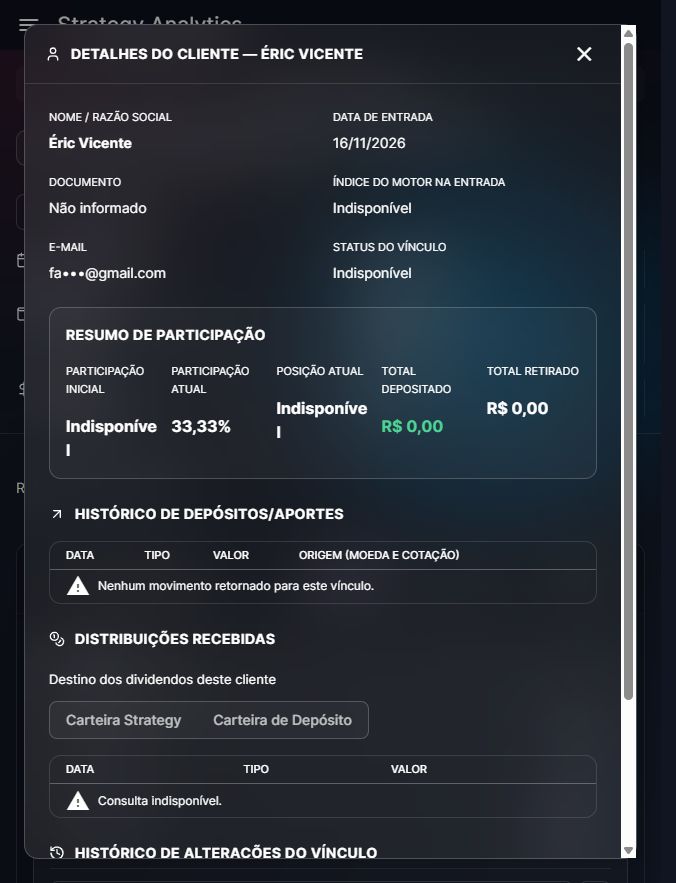 Strategy Analytics
DETALHES DO CLIENTE — ÉRIC VICENTE
NOME / RAZÃO SOCIAL
Éric Vicente
DATA DE ENTRADA
16/11/2026
DOCUMENTO
Não informado
ÍNDICE DO MOTOR NA ENTRADA
Indisponível
E-MAIL
fa•••@gmail.com
STATUS DO VÍNCULO
Indisponível
RESUMO DE PARTICIPAÇÃO
PARTICIPAÇÃO
INICIAL
Indisponíve
l
PARTICIPAÇÃO
ATUAL
33,33%
POSIÇÃO ATUAL
Indisponíve
l
TOTAL
DEPOSITADO
R$ 0,00
TOTAL RETIRADO
R$ 0,00
HISTÓRICO DE DEPÓSITOS/APORTES
DATA TIPO VALOR ORIGEM (MOEDA E COTAÇÃO)
Nenhum movimento retornado para este vínculo.
DISTRIBUIÇÕES RECEBIDAS
Destino dos dividendos deste cliente
Carteira Strategy Carteira de Depósito
DATA TIPO VALOR
Consulta indisponível.
HISTÓRICO DE ALTERAÇÕES DO VÍNCULO